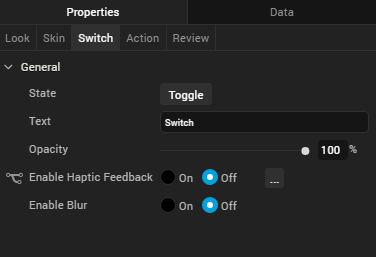 Properties Data
Look Skin Switch Action Review
General
State Toggle
Text Switch
Opacity 100 %
Enable Haptic Feedback On Off ...
Enable Blur On Off